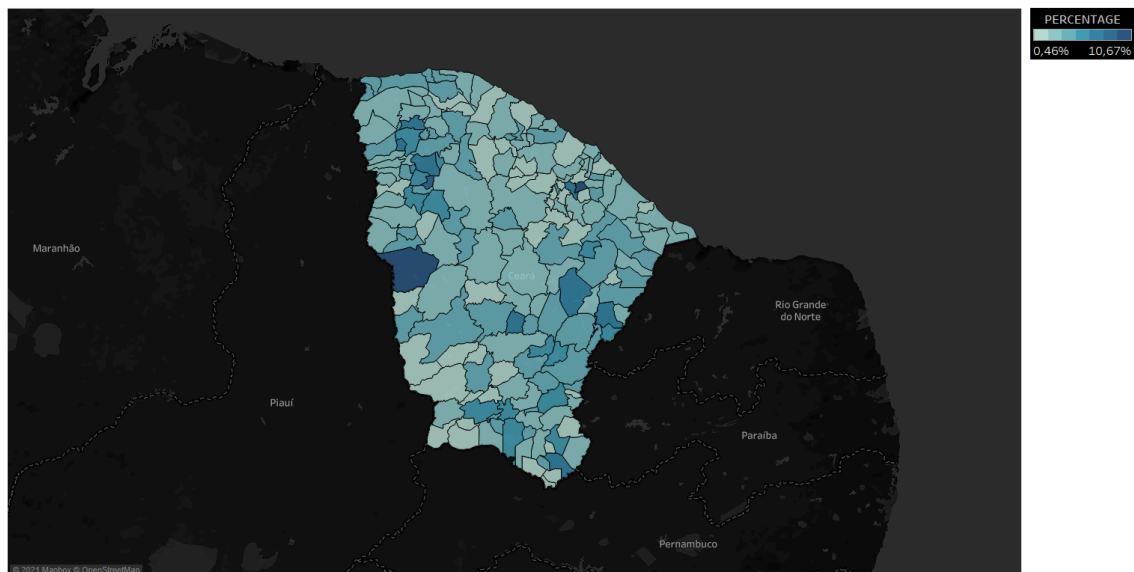 PERCENTAGE
0,46% 10,67%
Maranhão
Ceará
Rio Grande
do Norte
Piauí
Paraíba
Pernambuco
© 2021 Mapbox © OpenStreetMap